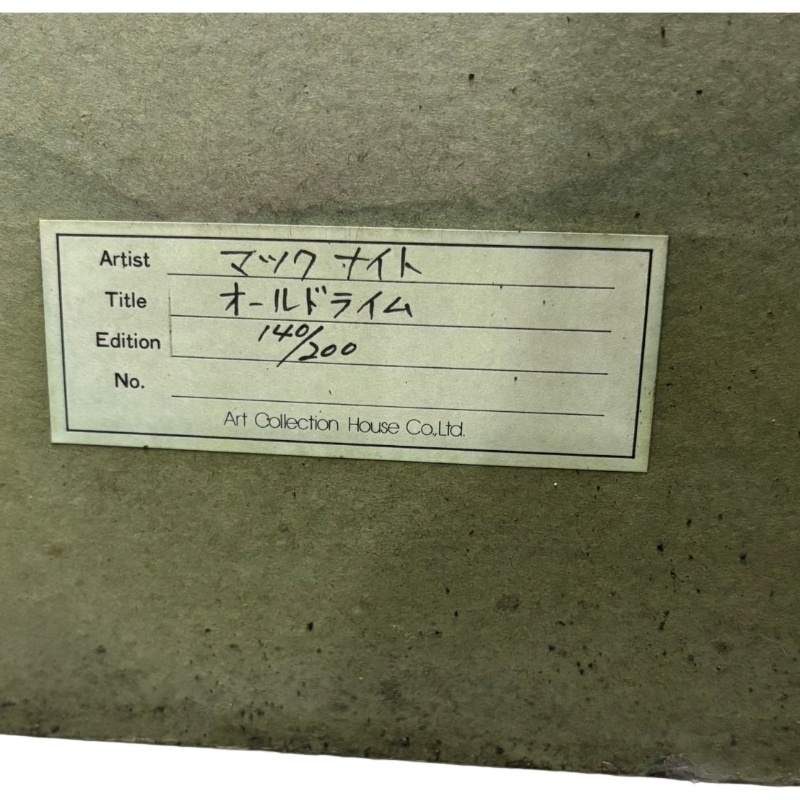 Artist マック ナイト
Title オールドライム
Edition 140/200
No.
Art Collection House Co.,Ltd.